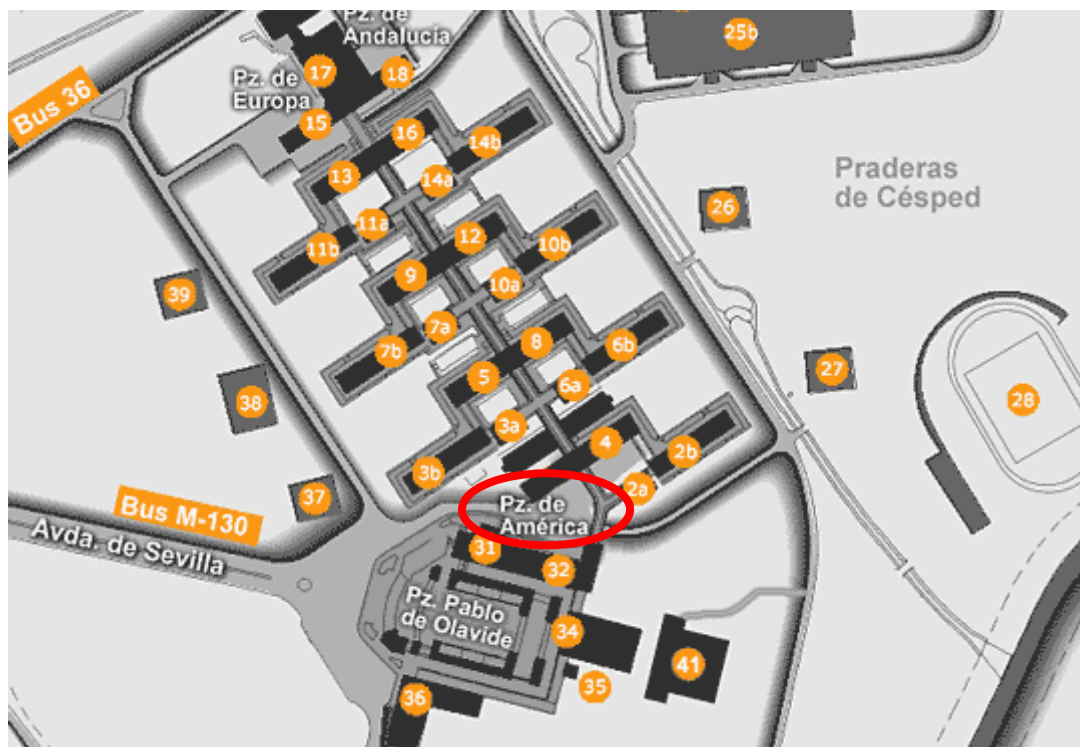 Pz. de
Andalucía
25b
17
18
Pz. de
Europa
Bus 36
15
16
14b
13
14a
Praderas
de Césped
26
11a
12
11b
10b
9
10a
39
7a
8
6b
7b
27
5
6a
38
28
3a
4
2b
3b
2a
37
Pz. de
América
Bus M-130
Avda. de Sevilla
31
32
Pz. Pablo
de Olavide
34
41
35
36